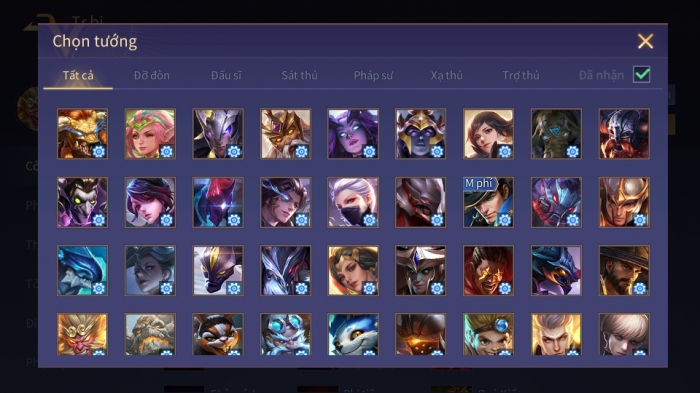 Chọn tướng
Tất cả Đỡ đòn Đấu sĩ Sát thủ Pháp sư Xạ thủ Trợ thủ Đã nhận
M phí